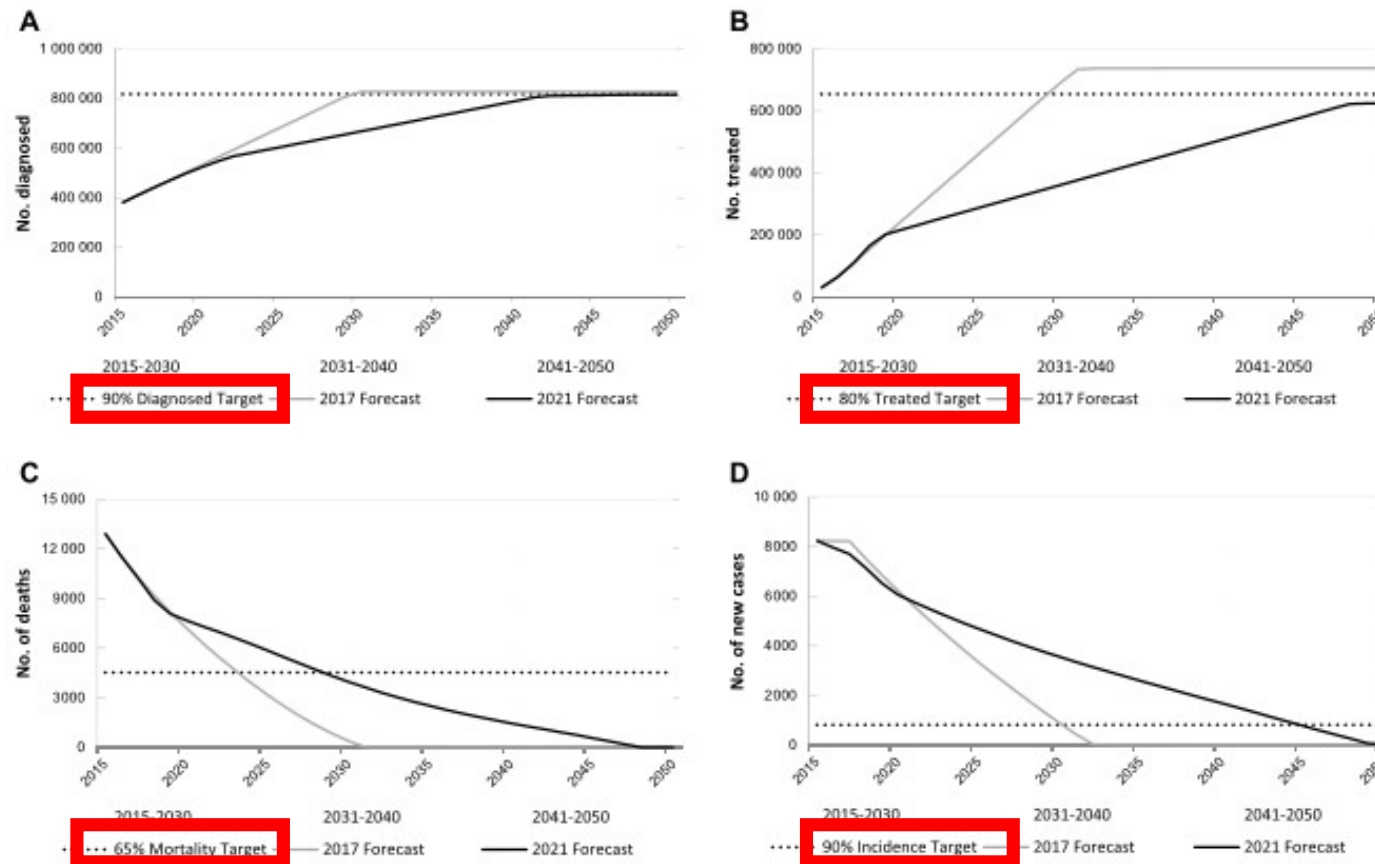 A
1 000 000
800 000
600 000
400 000
200 000
0
No. diagnosed
2015 2020 2025 2030 2035 2040 2045 2050
2015-2030 2031-2040 2041-2050
90% Diagnosed Target 2017 Forecast 2021 Forecast
B
800 000
600 000
400 000
200 000
0
No. treated
2015 2020 2025 2030 2035 2040 2045 2050
2015-2030 2031-2040 2041-2050
80% Treated Target 2017 Forecast 2021 Forecast
C
15 000
12 000
9000
6000
3000
0
No. of deaths
2015 2020 2025 2030 2035 2040 2045 2050
2015-2030 2031-2040 2041-2050
65% Mortality Target 2017 Forecast 2021 Forecast
D
10 000
8000
6000
4000
2000
0
No. of new cases
2015 2020 2025 2030 2035 2040 2045 2050
2015-2030 2031-2040 2041-2050
90% Incidence Target 2017 Forecast 2021 Forecast